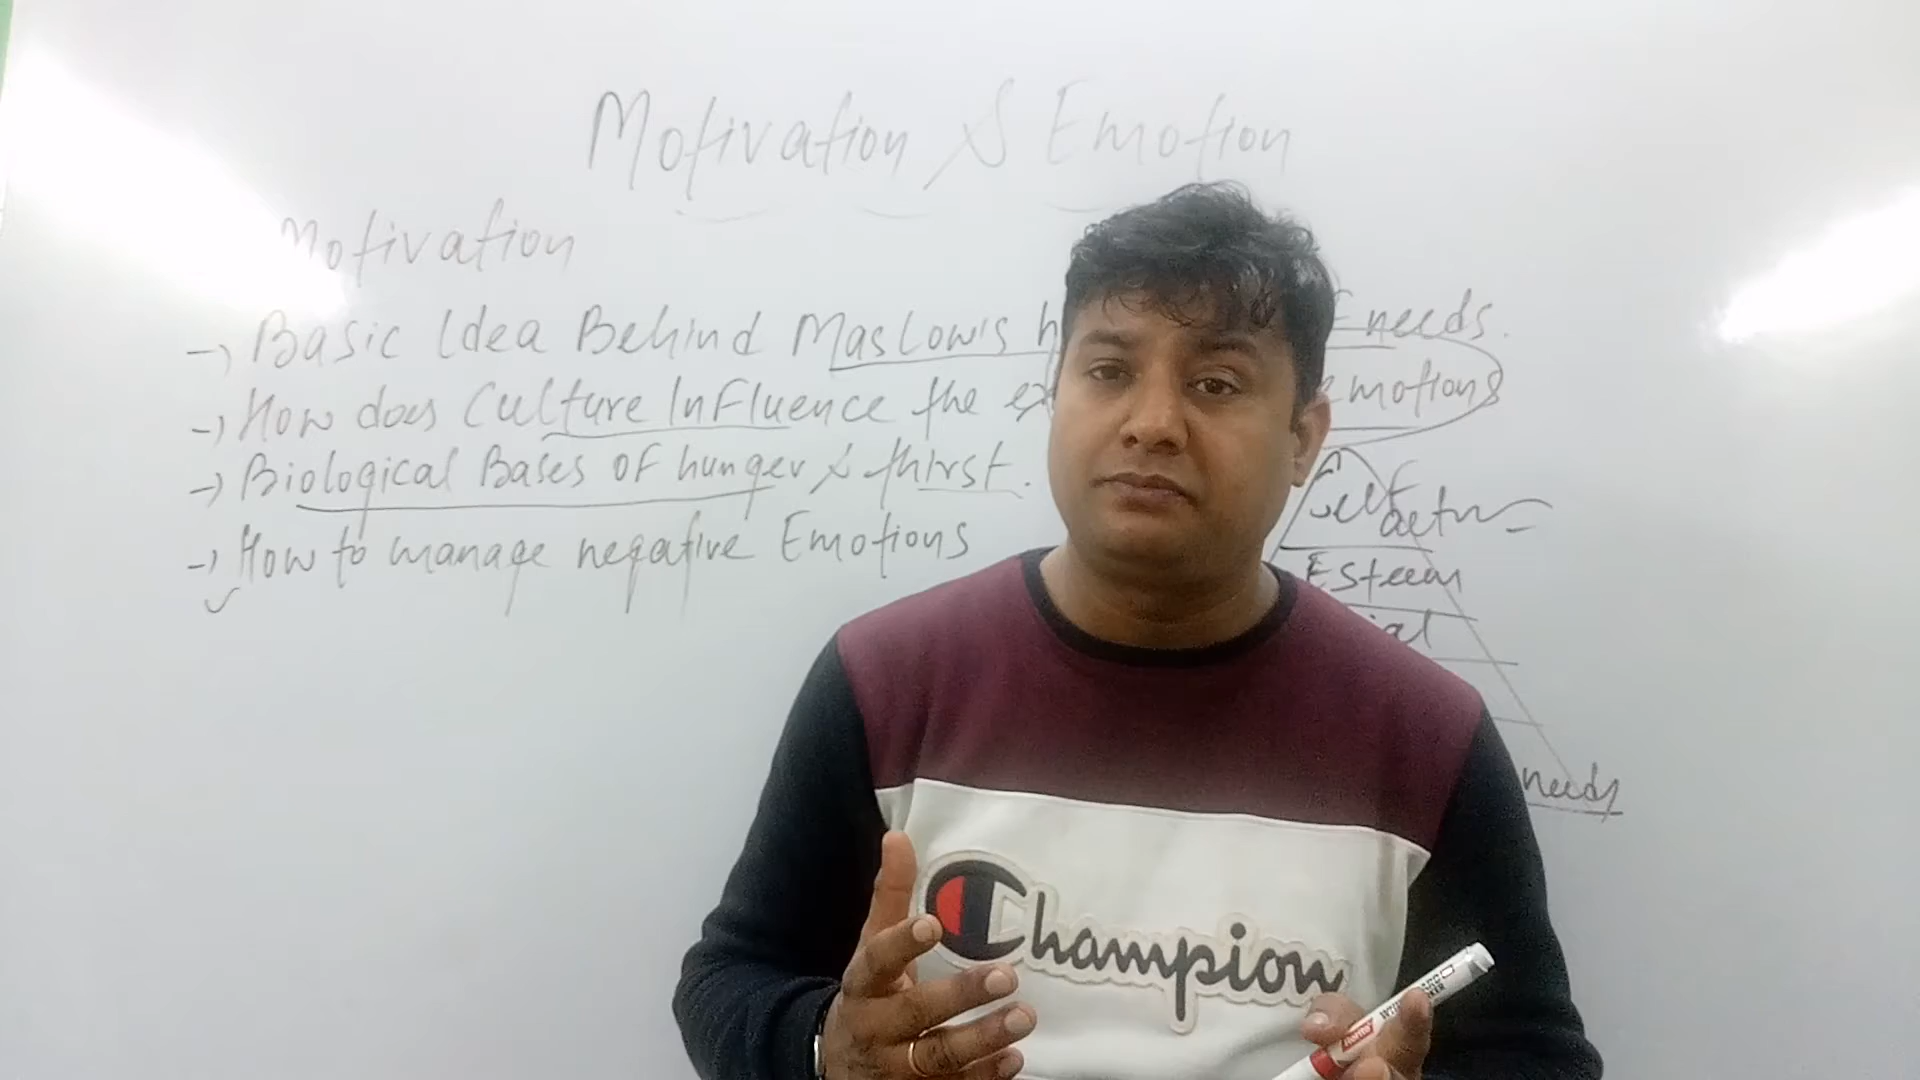 Motivation & Emotion
Motivation
→ Basic Idea Behind Maslow's h needs.
→ How does Culture Influence the emotions
→ Biological Bases of hunger & thirst.
→ How to manage negative Emotions
Self
Esteem
needs
Champion